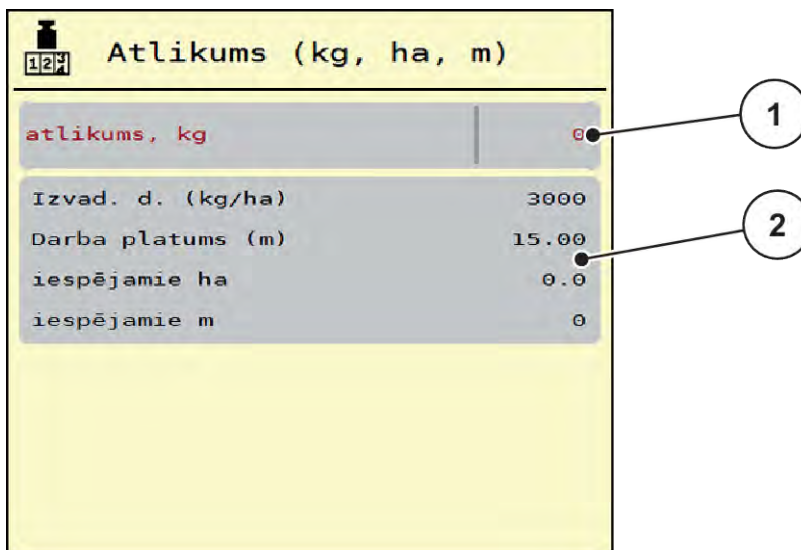 123 Atlikums (kg, ha, m)
atlikums, kg 0
1
Izvad. d. (kg/ha) 3000
Darba platums (m) 15.00
2
iespējamie ha 0.0
iespējamie m 0